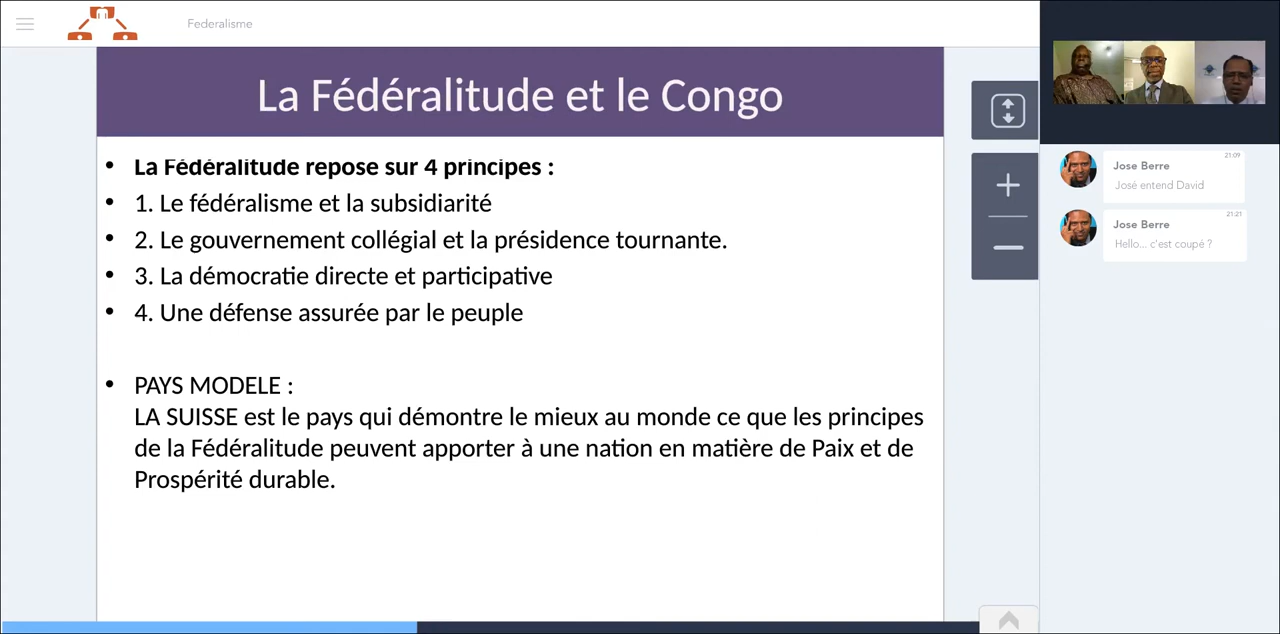 Federalisme
La Fédéralitude et le Congo
• La Fédéralitude repose sur 4 principes :
• 1. Le fédéralisme et la subsidiarité
• 2. Le gouvernement collégial et la présidence tournante.
• 3. La démocratie directe et participative
• 4. Une défense assurée par le peuple
• PAYS MODELE :
LA SUISSE est le pays qui démontre le mieux au monde ce que les principes
de la Fédéralitude peuvent apporter à une nation en matière de Paix et de
Prospérité durable.
21:09
Jose Berre
José entend David
21:21
Jose Berre
Hello... c'est coupé ?